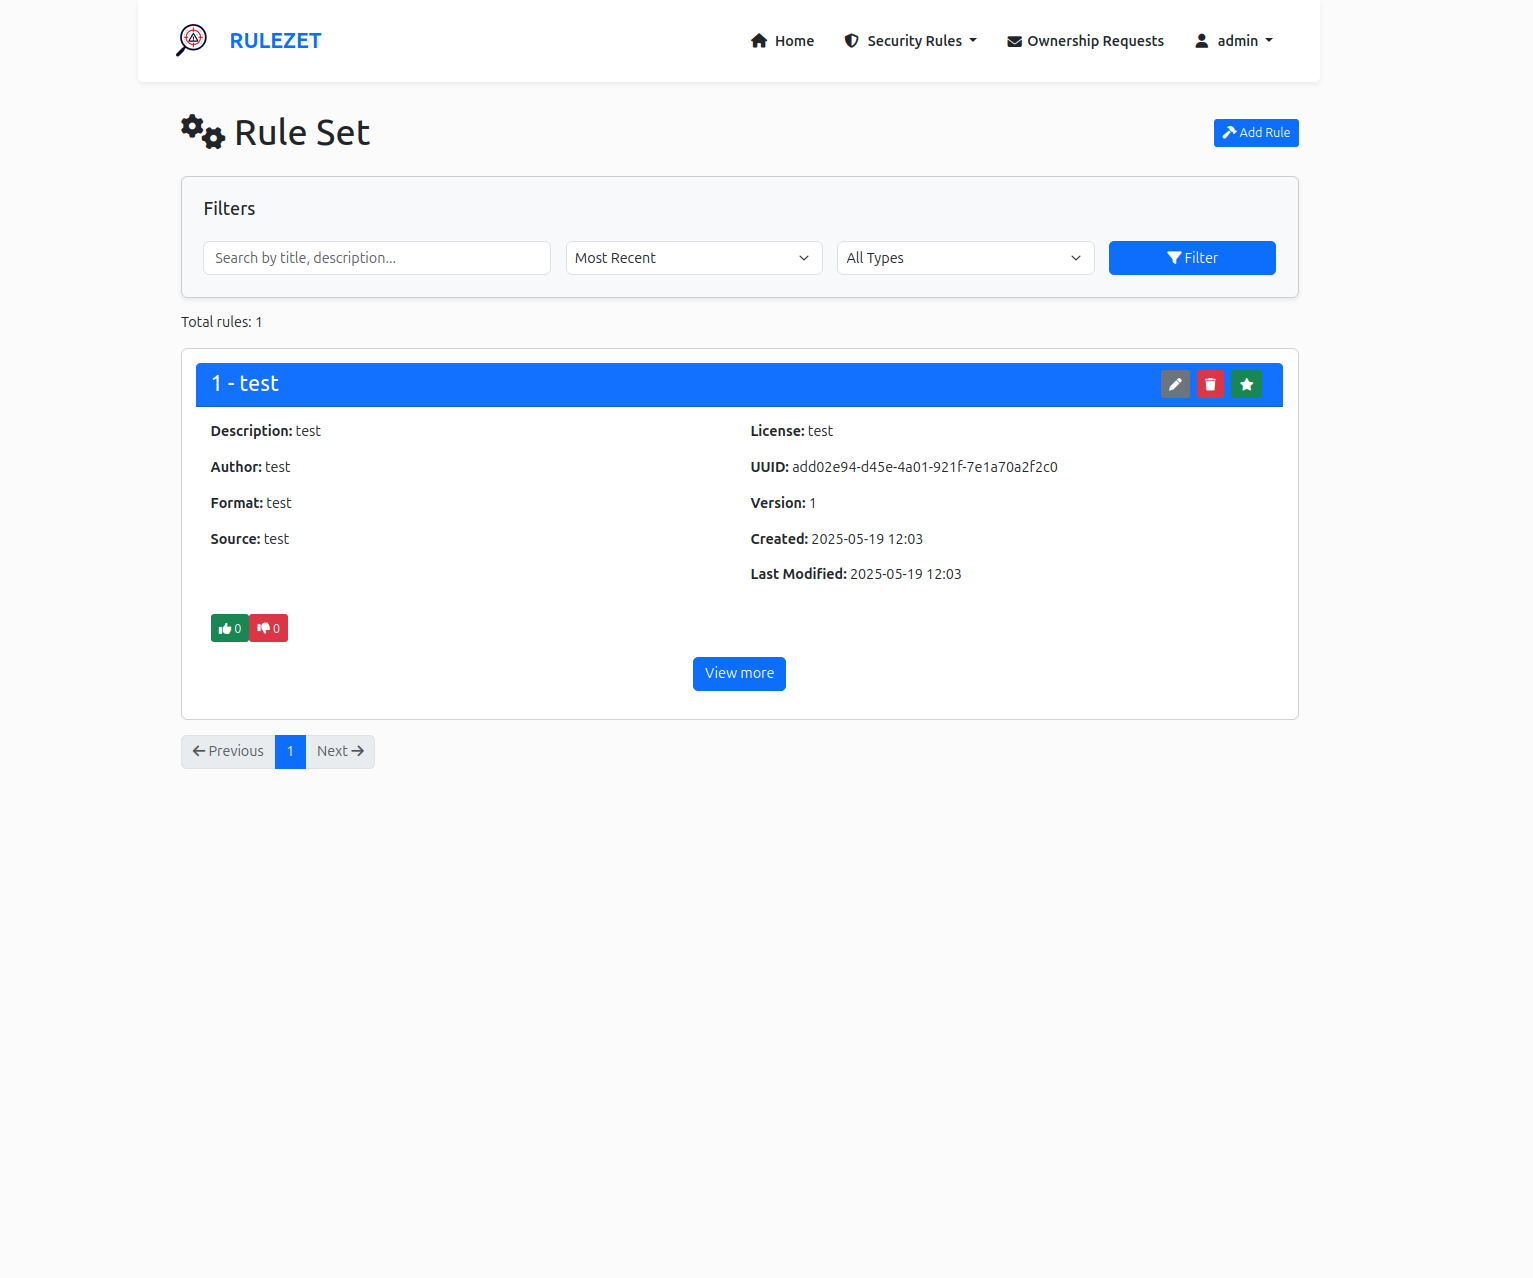 RULEZET
Home Security Rules Ownership Requests admin
Rule Set
Add Rule
Filters
Search by title, description...
Most Recent
All Types
Filter
Total rules: 1
1 - test
Description: test
Author: test
Format: test
Source: test
License: test
UUID: add02e94-d45e-4a01-921f-7e1a70a2f2c0
Version: 1
Created: 2025-05-19 12:03
Last Modified: 2025-05-19 12:03
0 0
View more
Previous 1 Next